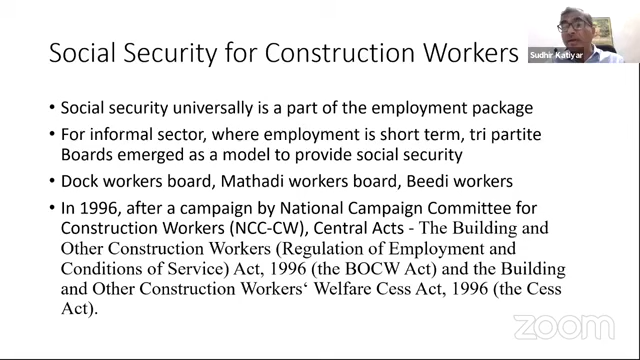 Social Security for Construction Workers
Sudhir Katiyar
• Social security universally is a part of the employment package
• For informal sector, where employment is short term, tri partite
Boards emerged as a model to provide social security
• Dock workers board, Mathadi workers board, Beedi workers
• In 1996, after a campaign by National Campaign Committee for
Construction Workers (NCC-CW), Central Acts - The Building and
Other Construction Workers (Regulation of Employment and
Conditions of Service) Act, 1996 (the BOCW Act) and the Building
and Other Construction Workers‘ Welfare Cess Act, 1996 (the Cess
Act).
zoom